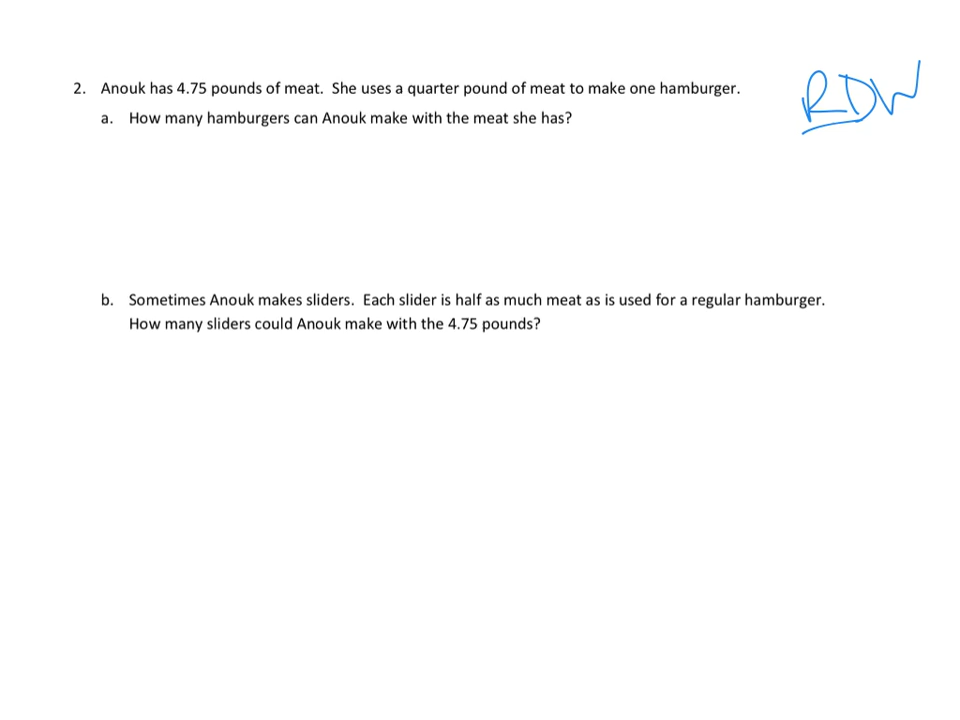 2. Anouk has 4.75 pounds of meat. She uses a quarter pound of meat to make one hamburger.
RDW
a. How many hamburgers can Anouk make with the meat she has?
b. Sometimes Anouk makes sliders. Each slider is half as much meat as is used for a regular hamburger.
How many sliders could Anouk make with the 4.75 pounds?